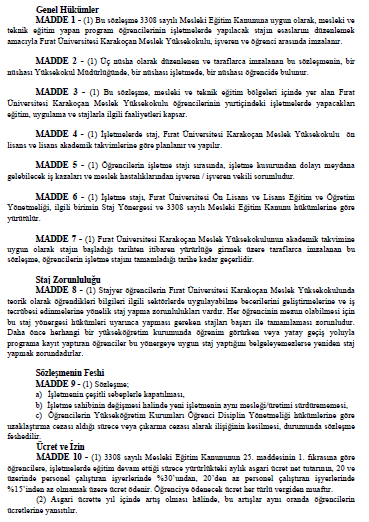 Genel Hükümler
MADDE 1 - (1) Bu sözleşme 3308 sayılı Mesleki Eğitim Kanununa uygun olarak, mesleki ve
teknik eğitim yapan program öğrencilerinin işletmelerde yapılacak stajın esaslarını düzenlemek
amacıyla Fırat Üniversitesi Karakoçan Meslek Yüksekokulu, işveren ve öğrenci arasında imzalanır.
MADDE 2 - (1) Üç nüsha olarak düzenlenen ve taraflarca imzalanan bu sözleşmenin, bir
nüshası Yüksekokul Müdürlüğünde, bir nüshası işletmede, bir nüshası öğrencide bulunur.
MADDE 3 - (1) Bu sözleşme, mesleki ve teknik eğitim bölgeleri içinde yer alan Fırat
Üniversitesi Karakoçan Meslek Yüksekokulu öğrencilerinin yurtiçindeki işletmelerde yapacakları
eğitim, uygulama ve stajlarla ilgili faaliyetleri kapsar.
MADDE 4 - (1) İşletmelerde staj, Fırat Üniversitesi Karakoçan Meslek Yüksekokulu ön
lisans ve lisans akademik takvimlerine göre planlanır ve yapılır.
MADDE 5 - (1) Öğrencilerin işletme stajı sırasında, işletme kusurundan dolayı meydana
gelebilecek iş kazaları ve meslek hastalıklarından işveren / işveren vekili sorumludur.
MADDE 6 - (1) İşletme stajı, Fırat Üniversitesi Ön Lisans ve Lisans Eğitim ve Öğretim
Yönetmeliği, ilgili birimin Staj Yönergesi ve 3308 sayılı Mesleki Eğitim Kanunu hükümlerine göre
yürütülür.
MADDE 7 - (1) Fırat Üniversitesi Karakoçan Meslek Yüksekokulunun akademik takvimine
uygun olarak stajın başladığı tarihten itibaren yürürlüğe girmek üzere taraflarca imzalanan bu
sözleşme, öğrencilerin işletme stajını tamamladığı tarihe kadar geçerlidir.
Staj Zorunluluğu
MADDE 8 - (1) Stajyer öğrencilerin Fırat Üniversitesi Karakoçan Meslek Yüksekokulunda
teorik olarak öğrendikleri bilgileri ilgili sektörlerde uygulayabilme becerilerini geliştirmelerine ve iş
tecrübesi edinmelerine yönelik staj yapma zorunlulukları vardır. Her öğrencinin mezun olabilmesi için
bu staj yönergesi hükümleri uyarınca yapması gereken stajları başarı ile tamamlaması zorunludur.
Daha önce herhangi bir yükseköğretim kurumunda öğrenim görürken veya yatay geçiş yoluyla
programa kayıt yaptıran öğrenciler bu yönergeye uygun staj yaptığını belgeleyemezlerse yeniden staj
yapmak zorundadırlar.
Sözleşmenin Feshi
MADDE 9 - (1) Sözleşme;
a) İşletmenin çeşitli sebeplerle kapatılması,
b) İşletme sahibinin değişmesi halinde yeni işletmenin aynı mesleği/üretimi sürdürememesi,
c) Öğrencilerin Yükseköğretim Kurumları Öğrenci Disiplin Yönetmeliği hükümlerine göre
uzaklaştırma cezası aldığı sürece veya çıkarma cezası alarak ilişiğinin kesilmesi, durumunda sözleşme
feshedilir.
Ücret ve İzin
MADDE 10 - (1) 3308 sayılı Mesleki Eğitim Kanununun 25. maddesinin 1. fıkrasına göre
öğrencilere, işletmelerde eğitim devam ettiği sürece yürürlükteki aylık asgari ücret net tutarının, 20 ve
üzerinde personel çalıştıran işyerlerinde %30'undan, 20'den az personel çalıştıran işyerlerinde
%15'inden az olmamak üzere ücret ödenir. Öğrenciye ödenecek ücret her türlü vergiden muaftır.
(2) Asgari ücrette yıl içinde artış olması hâlinde, bu artışlar aynı oranda öğrencilerin
ücretlerine yansıtılır.